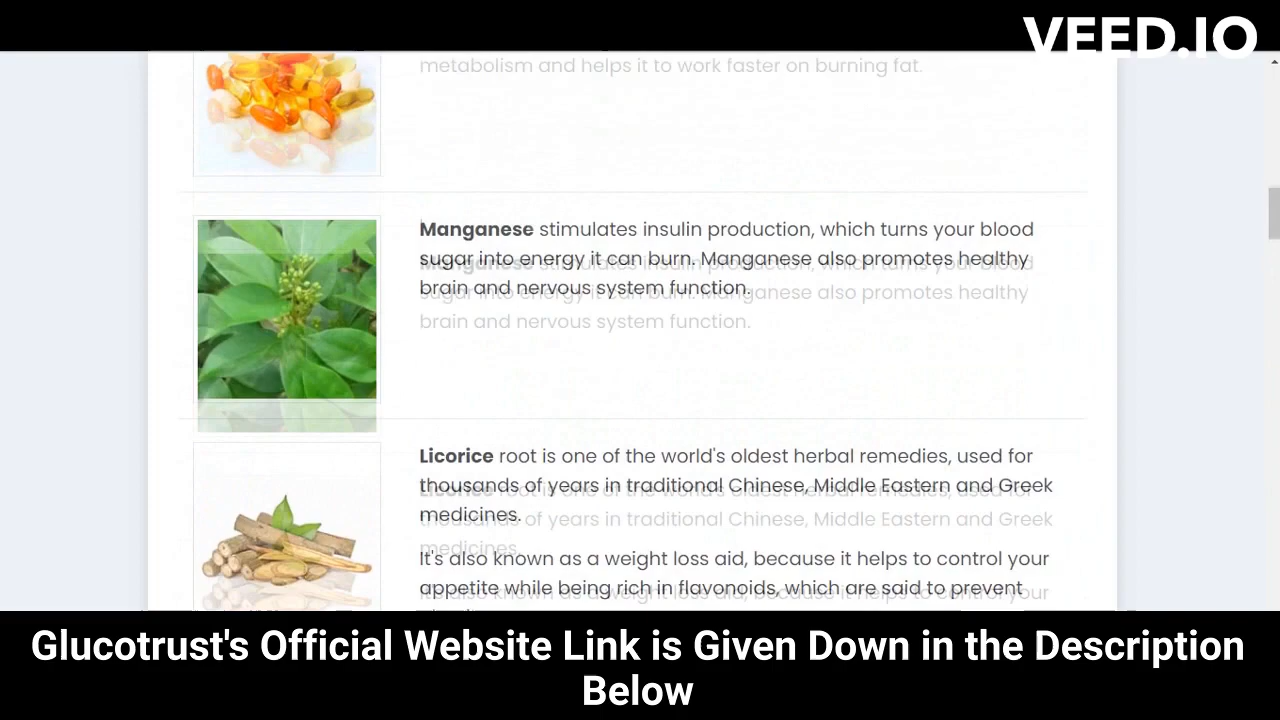 VEED.IO
metabolism and helps it to work faster on burning fat.
Manganese stimulates insulin production, which turns your blood
sugar into energy it can burn. Manganese also promotes healthy
brain and nervous system function.
Licorice root is one of the world's oldest herbal remedies, used for
thousands of years in traditional Chinese, Middle Eastern and Greek
medicines.
It's also known as a weight loss aid, because it helps to control your
appetite while being rich in flavonoids, which are said to prevent
Glucotrust's Official Website Link is Given Down in the Description
Below